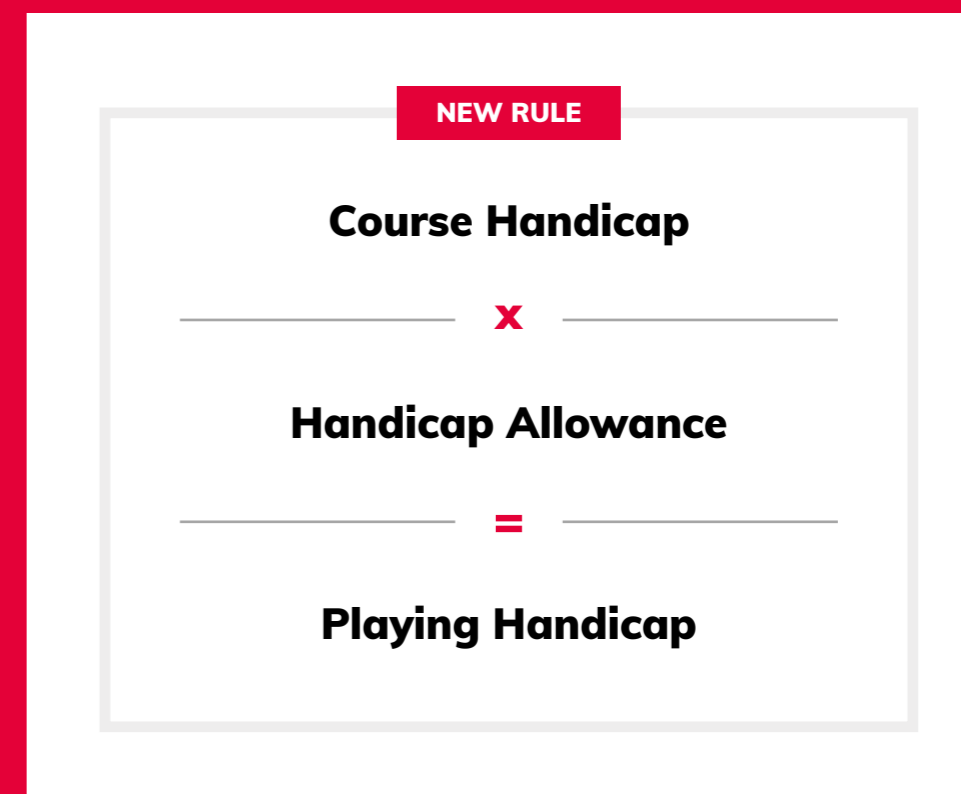 NEW RULE
Course Handicap
x
Handicap Allowance
=
Playing Handicap